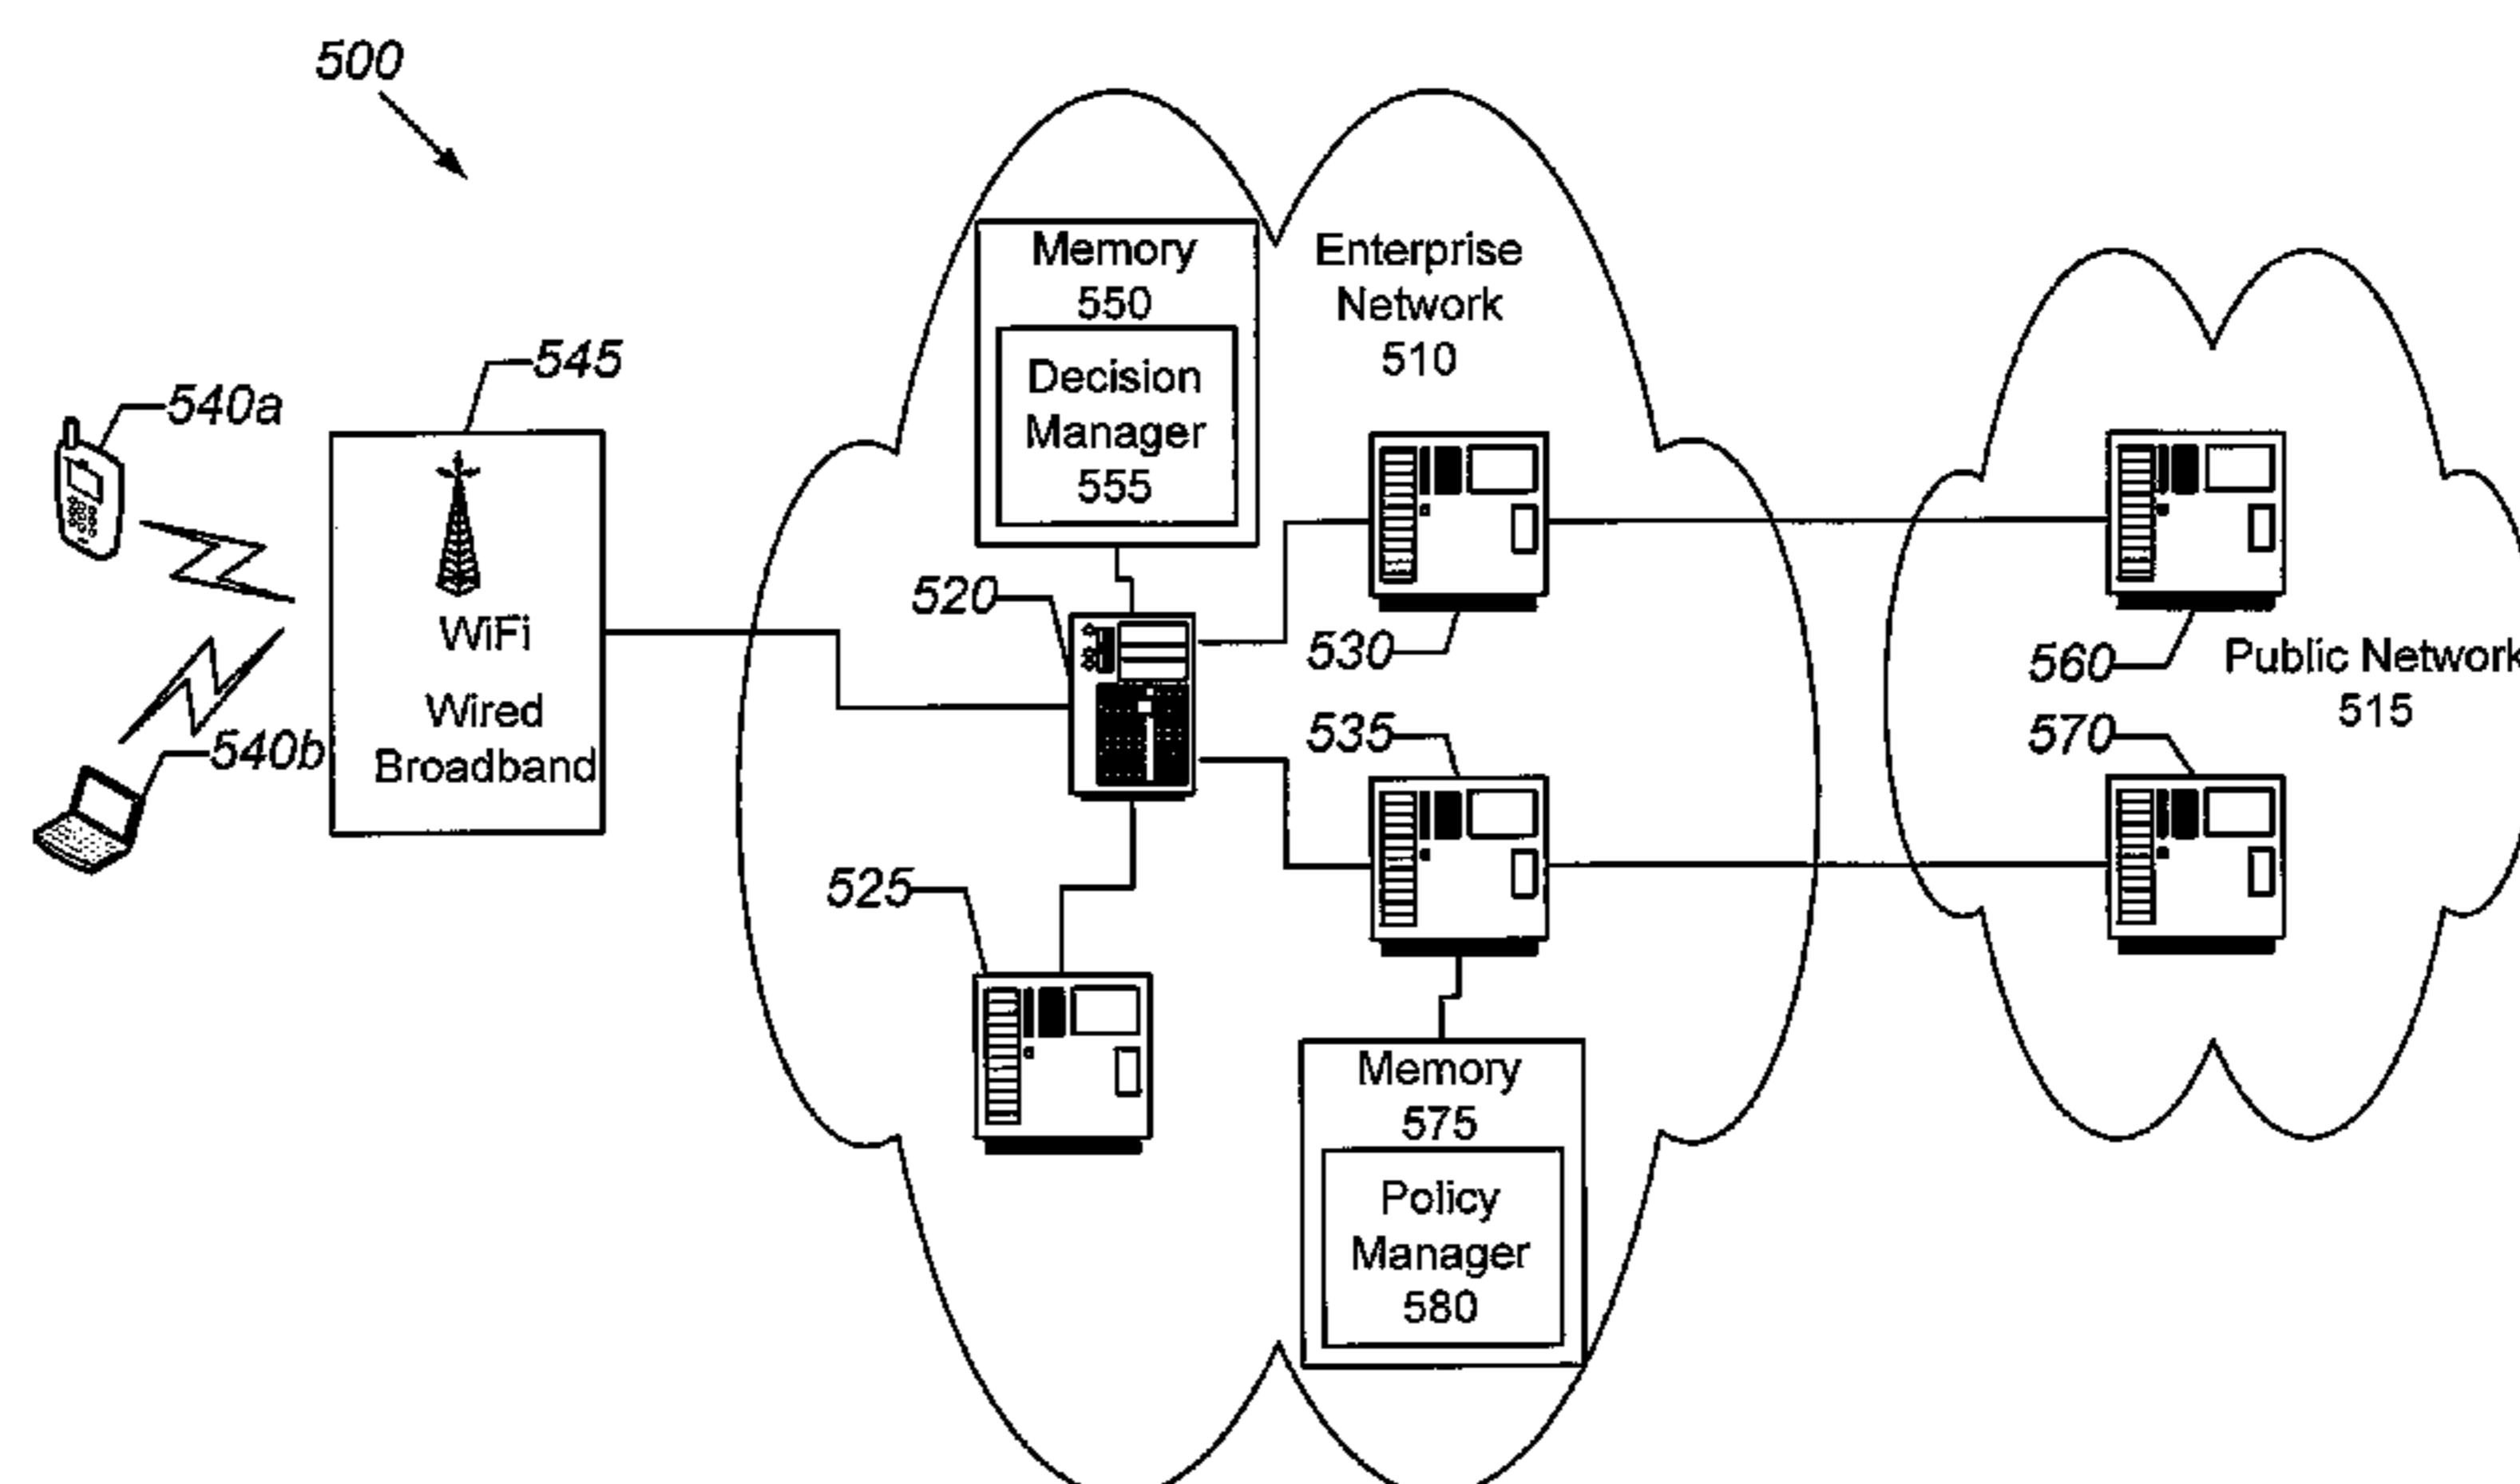 500
Memory
550
Enterprise
Network
510
545
Decision
Manager
555
540a
520
WiFi
530
560
Public Network
515
Wired
Broadband
540b
535
570
525
Memory
575
Policy
Manager
580